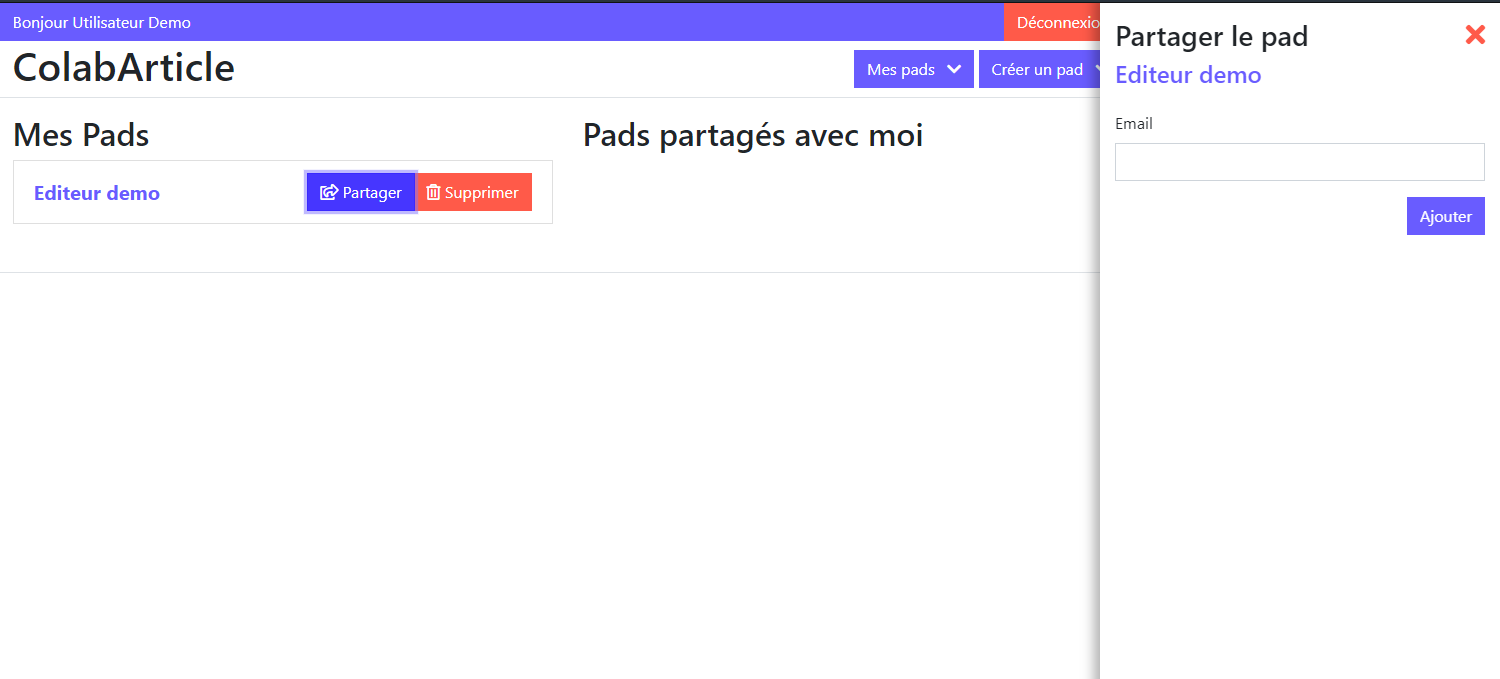 Bonjour Utilisateur Demo
Déconnexio
ColabArticle
Mes pads
Créer un pad
Mes Pads
Editeur demo
Partager
Supprimer
Pads partagés avec moi
Partager le pad
Editeur demo
Email
Ajouter